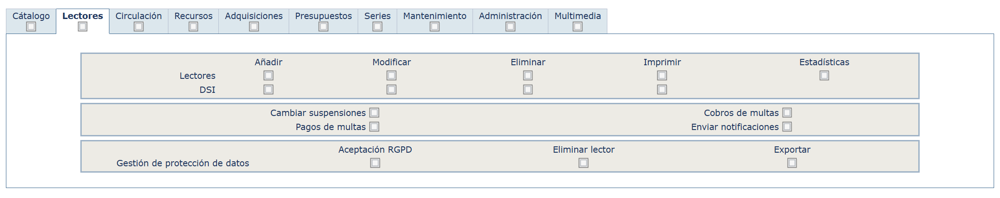 Cátalogo Lectores Circulación Recursos Adquisiciones Presupuestos Series Mantenimiento Administración Multimedia
Añadir Modificar Eliminar Imprimir Estadísticas
Lectores
DSI
Cambiar suspensiones Cobros de multas
Pagos de multas Enviar notificaciones
Aceptación RGPD Eliminar lector Exportar
Gestión de protección de datos